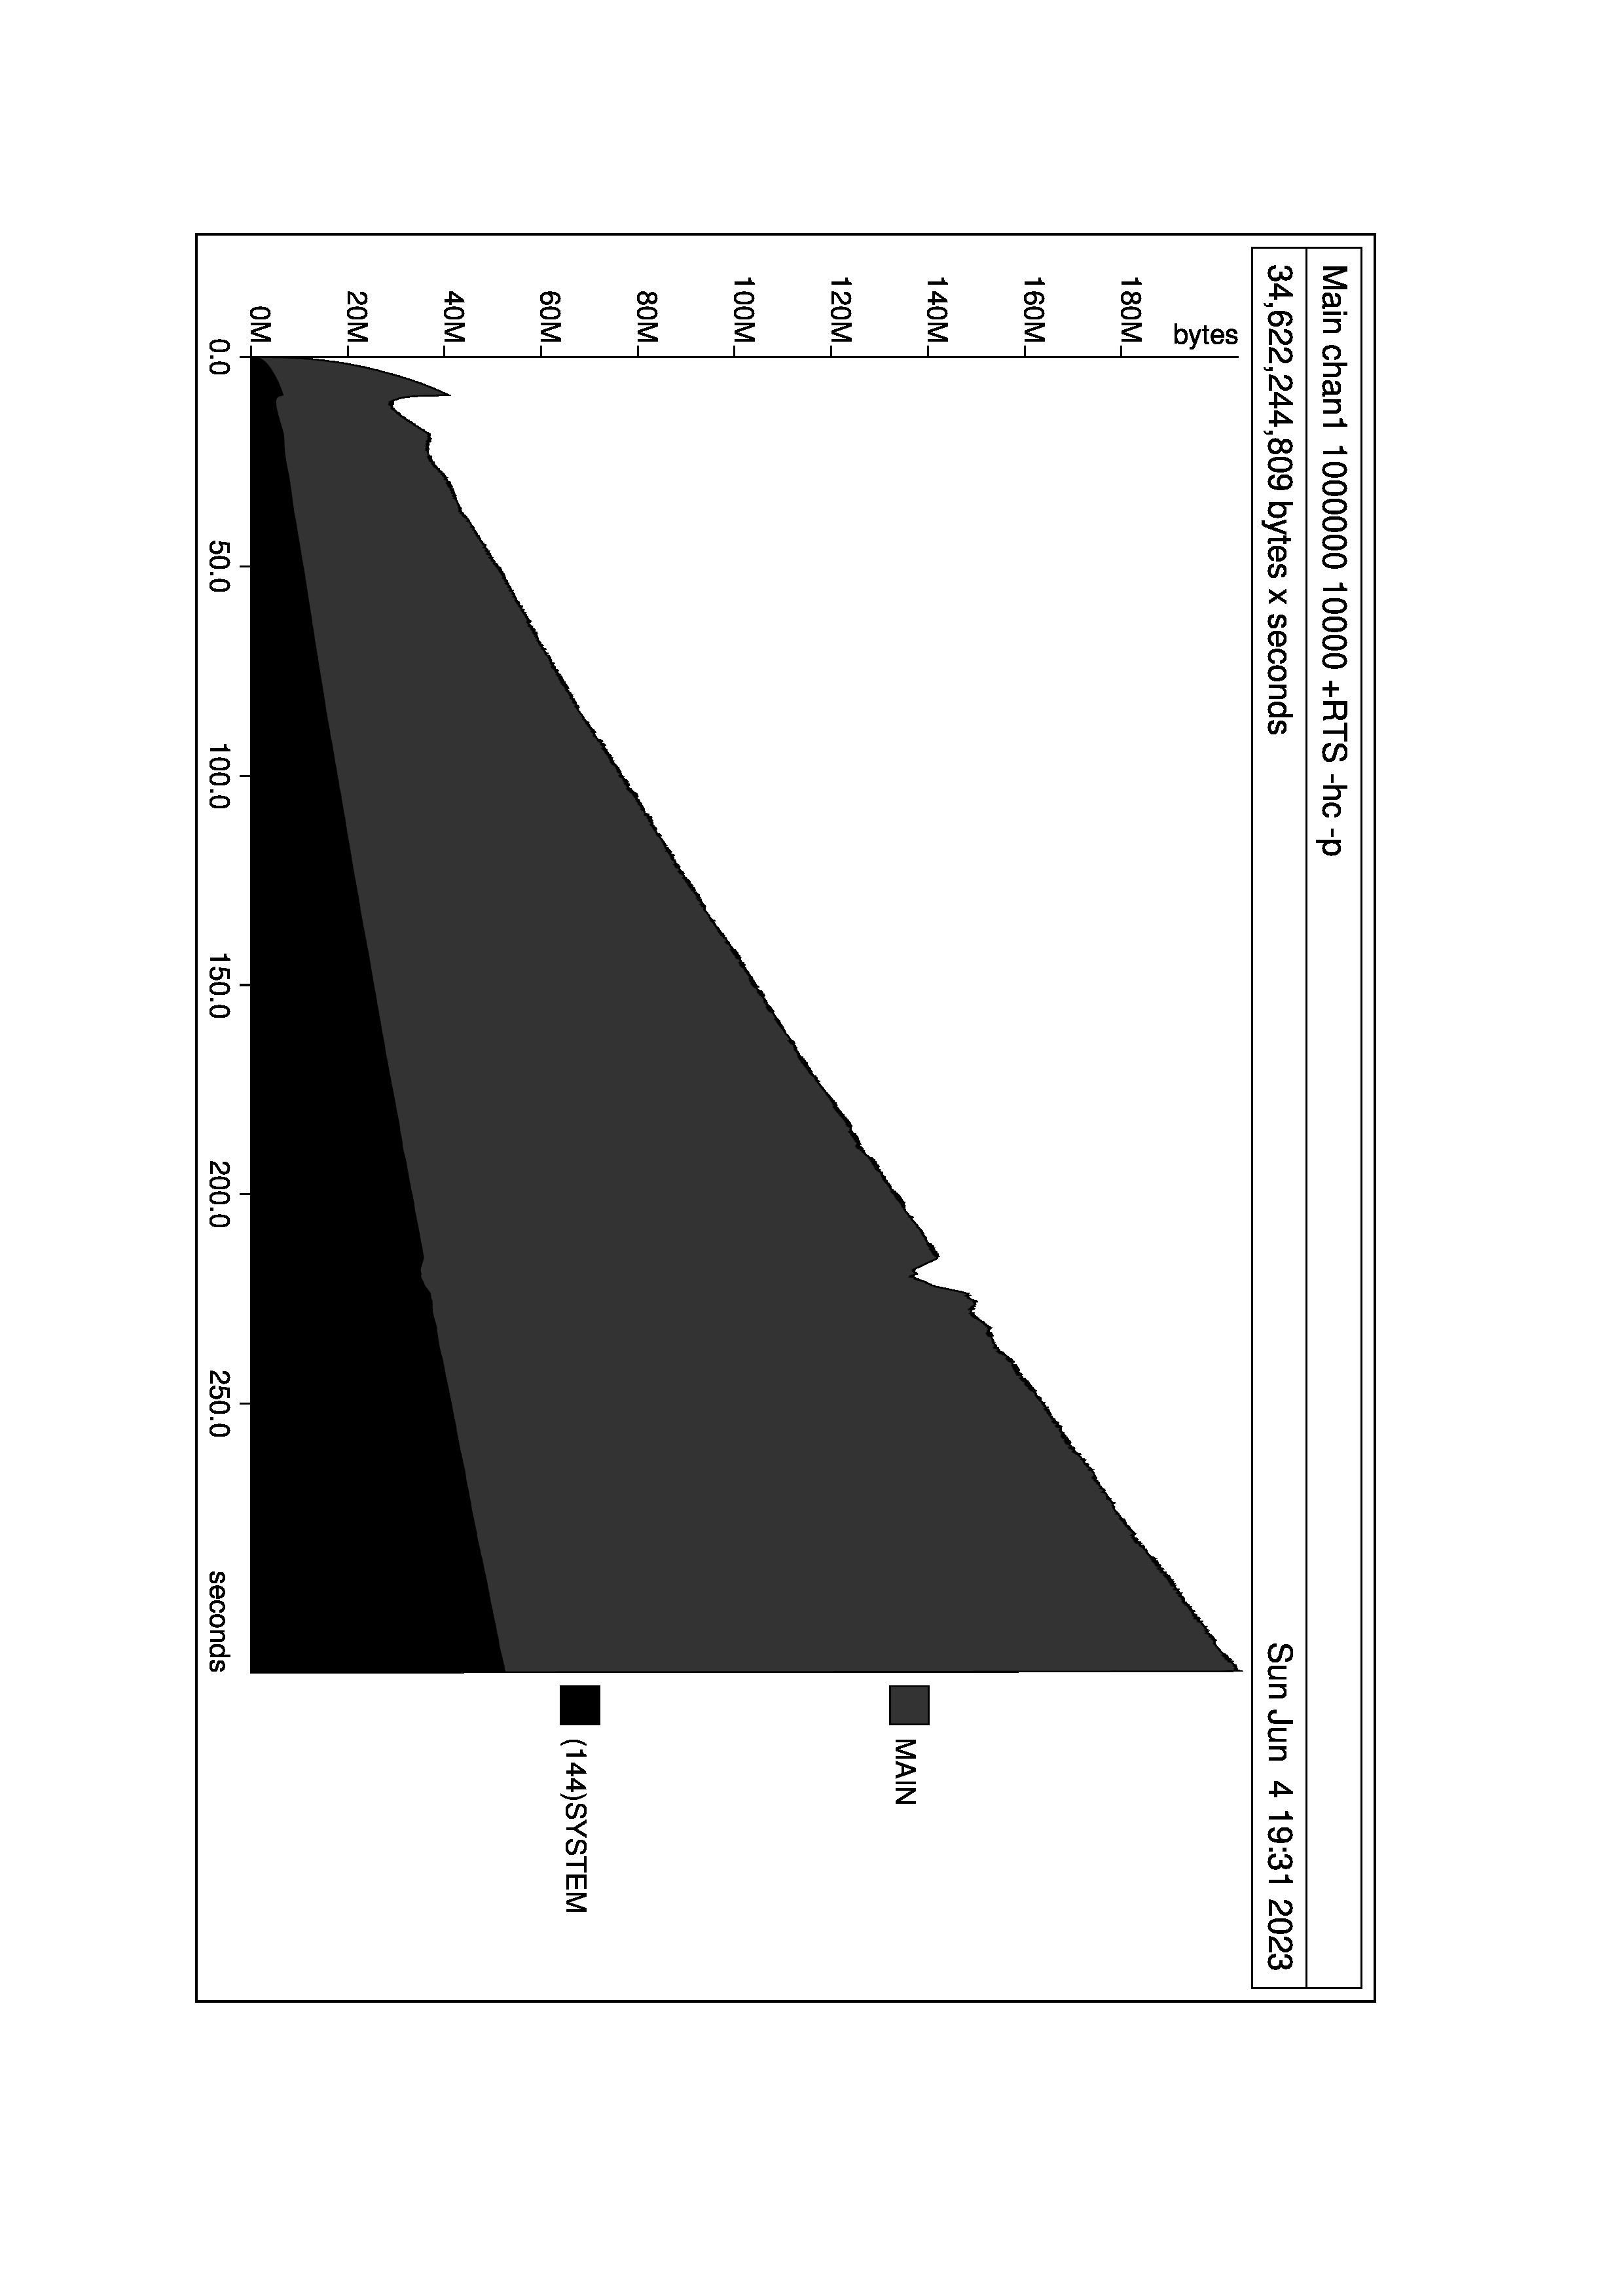 Main chan1 1000000 10000 +RTS -hc -p
34,622,244,809 bytes x seconds
Sun Jun  4 19:31 2023
bytes
180M
160M
140M
120M
100M
80M
60M
40M
20M
0M
0.0 50.0 100.0 150.0 200.0 250.0 seconds
MAIN
(144)SYSTEM